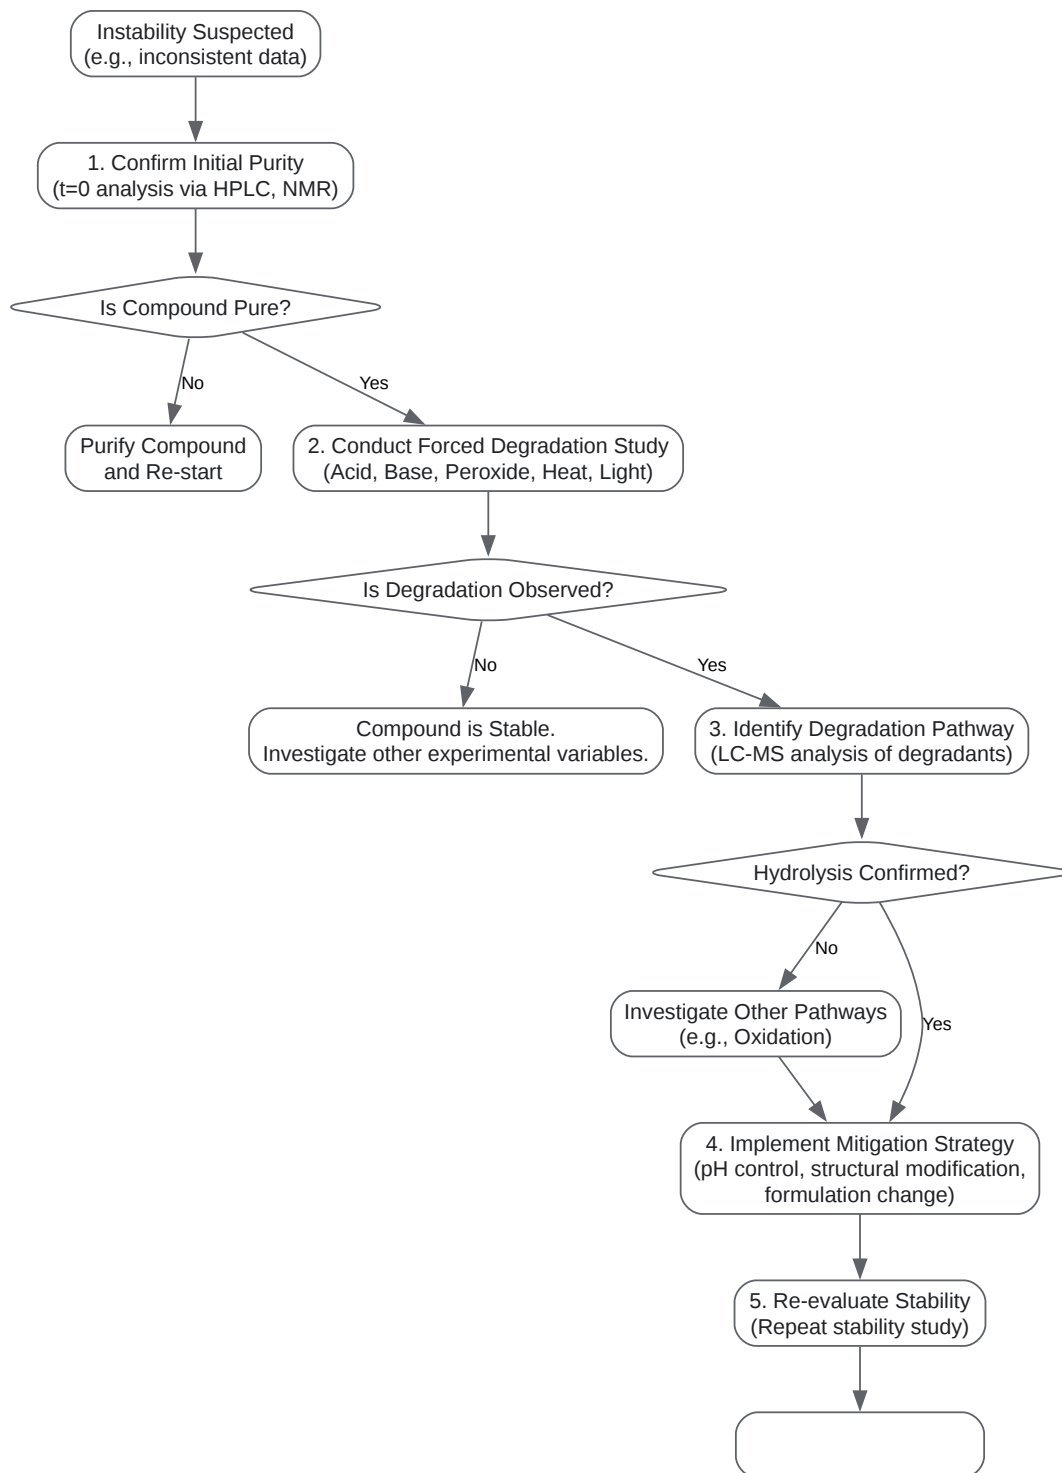 Instability Suspected
(e.g., inconsistent data)
1. Confirm Initial Purity
(t=0 analysis via HPLC, NMR)
Is Compound Pure?
No
Yes
Purify Compound
and Re-start
2. Conduct Forced Degradation Study
(Acid, Base, Peroxide, Heat, Light)
Is Degradation Observed?
No
Yes
Compound is Stable.
Investigate other experimental variables.
3. Identify Degradation Pathway
(LC-MS analysis of degradants)
Hydrolysis Confirmed?
No
Yes
Investigate Other Pathways
(e.g., Oxidation)
4. Implement Mitigation Strategy
(pH control, structural modification,
formulation change)
5. Re-evaluate Stability
(Repeat stability study)